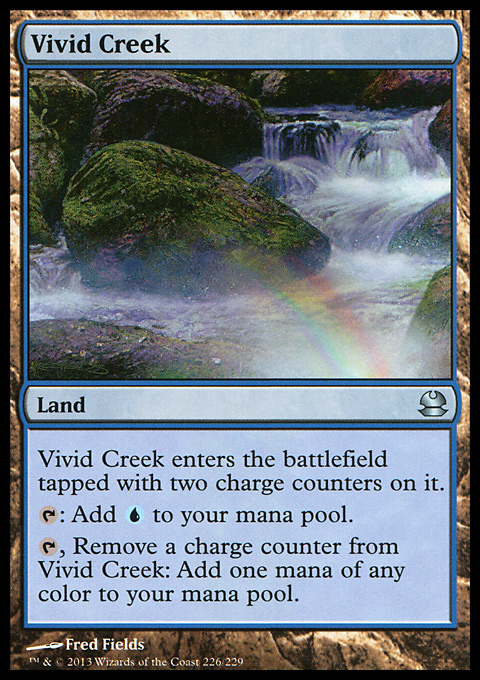 Vivid Creek
Land
Vivid Creek enters the battlefield
tapped with two charge counters on it.
: Add to your mana pool.
, Remove a charge counter from
Vivid Creek: Add one mana of any
color to your mana pool.
Fred Fields
™ & © 2013 Wizards of the Coast 226/229